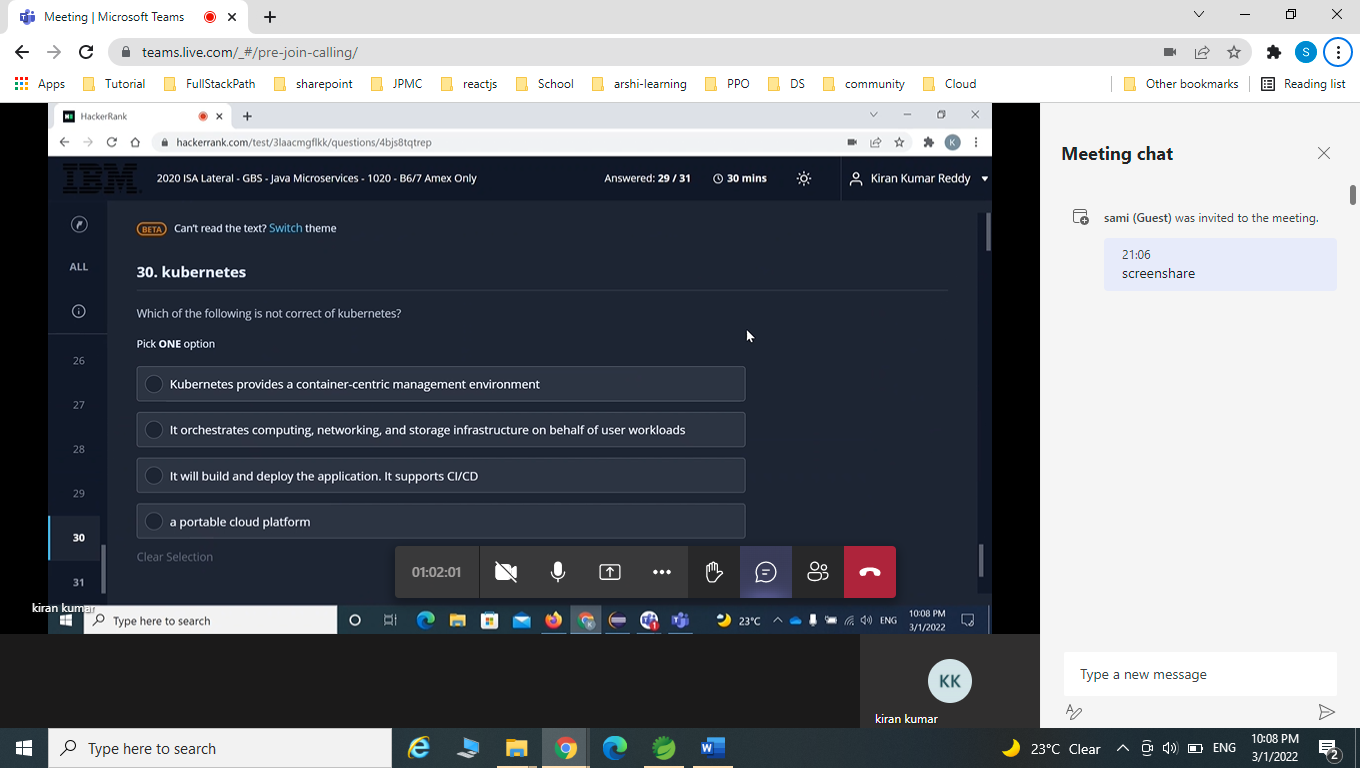 Meeting | Microsoft Teams
teams.live.com/_#/pre-join-calling/
S
Apps Tutorial FullStackPath sharepoint JPMC reactjs School arshi-learning PPO DS community Cloud Other bookmarks Reading list
HackerRank
hackerrank.com/test/3laacmgflkk/questions/4bjs8tqtrep
K
IBM 2020 ISA Lateral - GBS - Java Microservices - 1020 - B6/7 Amex Only Answered: 29 / 31 30 mins Kiran Kumar Reddy
BETA Can't read the text? Switch theme
ALL
30. kubernetes
Which of the following is not correct of kubernetes?
Pick ONE option
26
27
28
29
30
31
Kubernetes provides a container-centric management environment
It orchestrates computing, networking, and storage infrastructure on behalf of user workloads
It will build and deploy the application. It supports CI/CD
a portable cloud platform
Clear Selection
01:02:01
kiran kumar
Type here to search
23°C
ENG
10:08 PM
3/1/2022
KK
kiran kumar
Meeting chat
sami (Guest) was invited to the meeting.
21:06
screenshare
Type a new message
Type here to search
23°C Clear
ENG
10:08 PM
3/1/2022
2